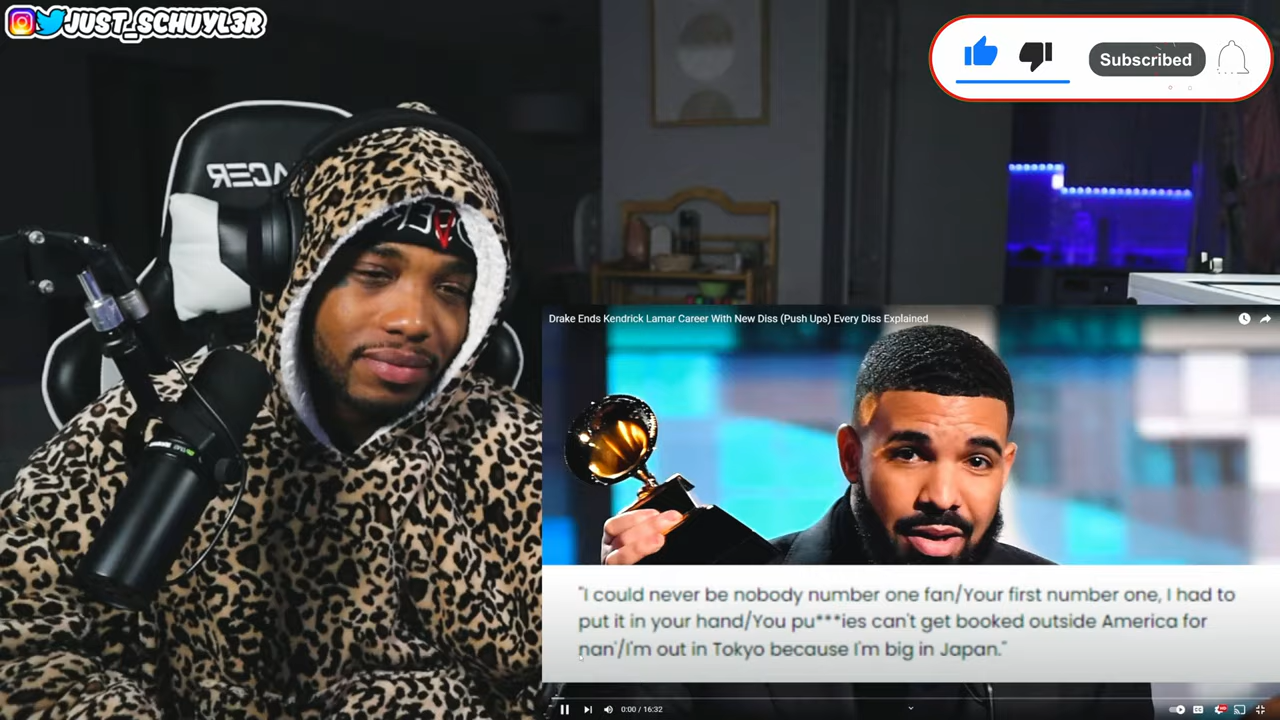 JUST_SCHUYL3R
Subscribed
RACER
Drake Ends Kendrick Lamar Career With New Diss (Push Ups) Every Diss Explained
"I could never be nobody number one fan/Your first number one, I had to
put it in your hand/You pu***ies can't get booked outside America for
nan'/I'm out in Tokyo because I'm big in Japan."
0:00 / 16:32